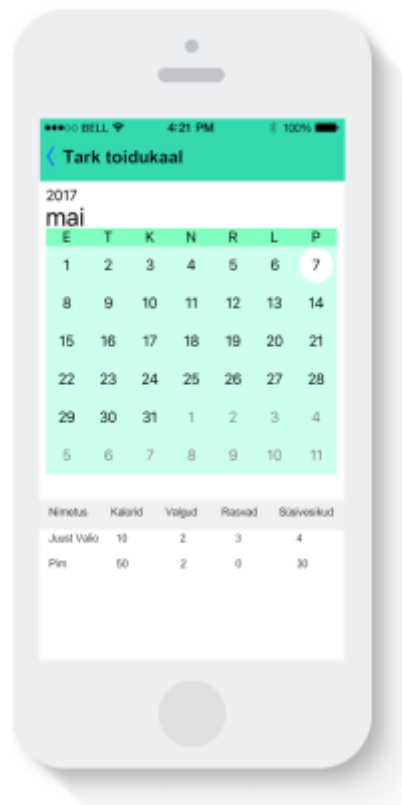 BELL 4:21 PM 100%
Tark toidukaal
2017
mai
E T K N R L P
1 2 3 4 5 6 7
8 9 10 11 12 13 14
15 16 17 18 19 20 21
22 23 24 25 26 27 28
29 30 31 1 2 3 4
5 6 7 8 9 10 11
Nimetus Kalorid Valgud Rasvad Süsivesikud
Juust Valio 10 2 3 4
Pim 50 2 0 30